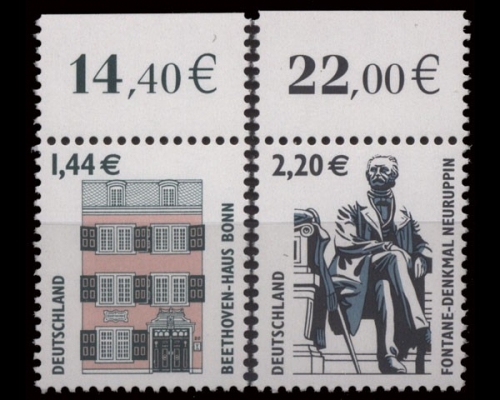 14,40€
22,00€
1,44€
DEUTSCHLAND
BEETHOVEN-HAUS BONN
2,20€
DEUTSCHLAND
FONTANE-DENKMAL NEURUPPIN